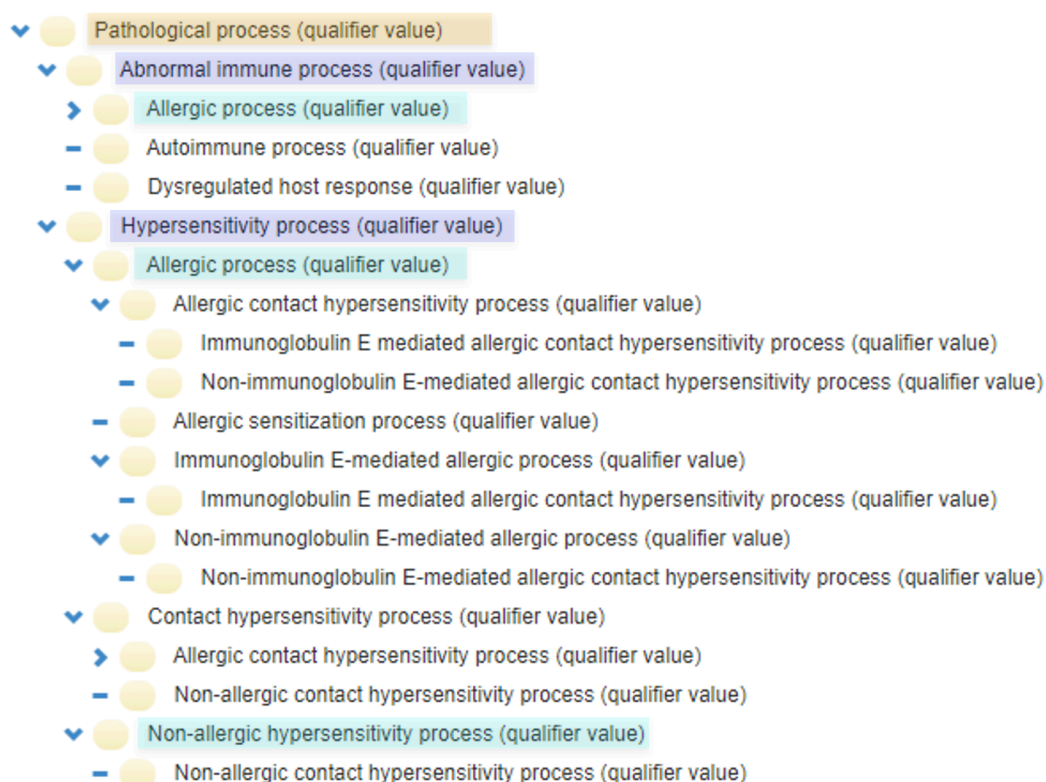 Pathological process (qualifier value)
Abnormal immune process (qualifier value)
Allergic process (qualifier value)
Autoimmune process (qualifier value)
Dysregulated host response (qualifier value)
Hypersensitivity process (qualifier value)
Allergic process (qualifier value)
Allergic contact hypersensitivity process (qualifier value)
Immunoglobulin E mediated allergic contact hypersensitivity process (qualifier value)
Non-immunoglobulin E-mediated allergic contact hypersensitivity process (qualifier value)
Allergic sensitization process (qualifier value)
Immunoglobulin E-mediated allergic process (qualifier value)
Immunoglobulin E mediated allergic contact hypersensitivity process (qualifier value)
Non-immunoglobulin E-mediated allergic process (qualifier value)
Non-immunoglobulin E-mediated allergic contact hypersensitivity process (qualifier value)
Contact hypersensitivity process (qualifier value)
Allergic contact hypersensitivity process (qualifier value)
Non-allergic contact hypersensitivity process (qualifier value)
Non-allergic hypersensitivity process (qualifier value)
Non-allergic contact hypersensitivity process (qualifier value)